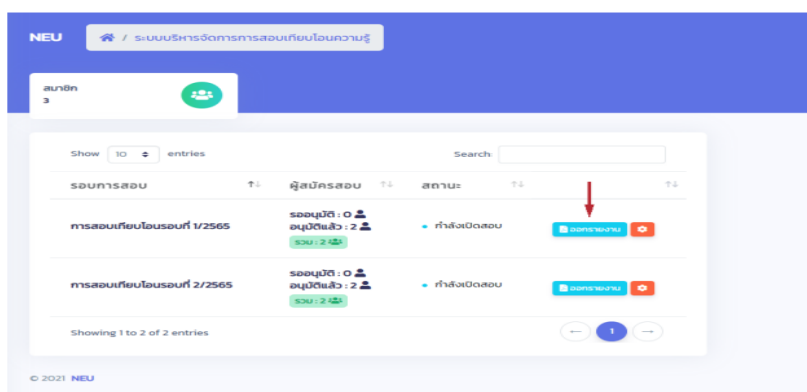 NEU / ระบบบริหารจัดการการสอบเทียบโอนความรู้
สมาชิก
3
Show 10 entries Search:
รอบการสอบ ผู้สมัครสอบ สถานะ
การสอบเทียบโอนรอบที่ 1/2565
รออนุมัติ : 0
อนุมัติแล้ว : 2
รวม : 2
กำลังเปิดสอบ
ออกรายงาน
การสอบเทียบโอนรอบที่ 2/2565
รออนุมัติ : 0
อนุมัติแล้ว : 2
รวม : 2
กำลังเปิดสอบ
ออกรายงาน
Showing 1 to 2 of 2 entries 1
© 2021 NEU